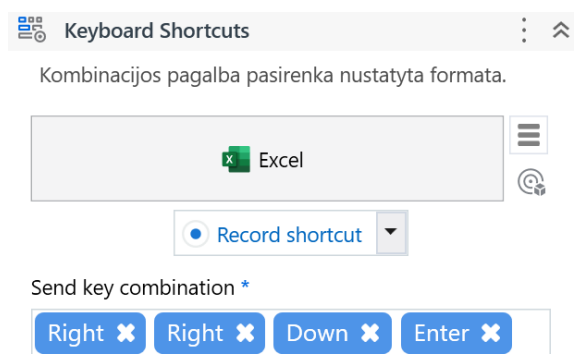 Keyboard Shortcuts
Kombinacijos pagalba pasirenka nustatyta formata.
Excel
Record shortcut
Send key combination *
Right Right Down Enter